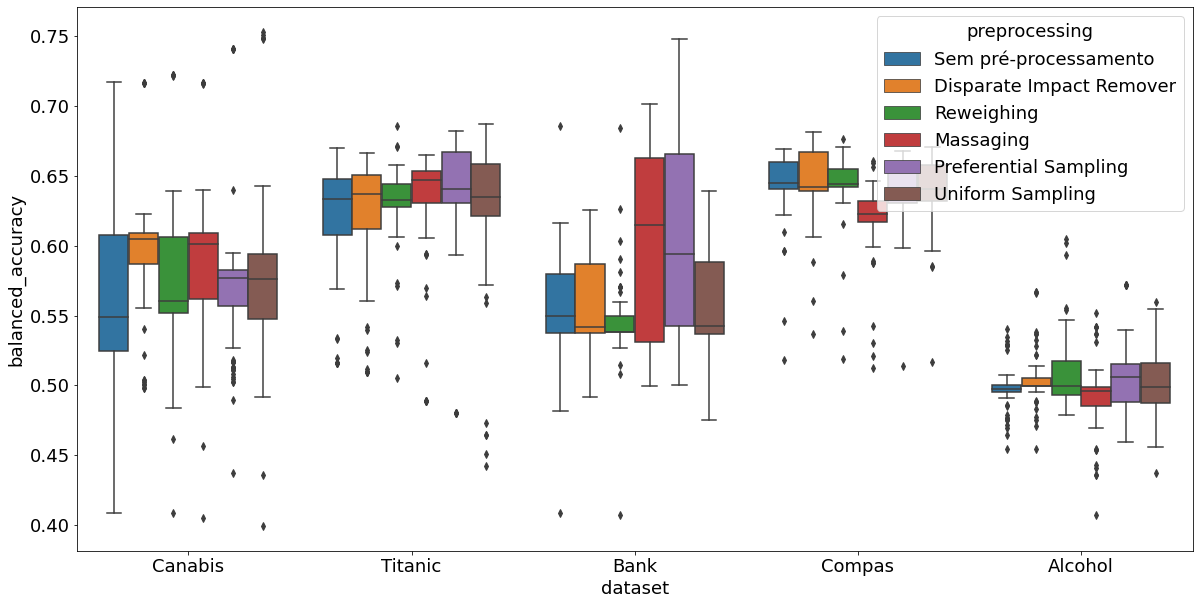 preprocessing
Sem pré-processamento
Disparate Impact Remover
Reweighing
Massaging
Preferential Sampling
Uniform Sampling
balanced_accuracy
0.75
0.70
0.65
0.60
0.55
0.50
0.45
0.40
Canabis Titanic Bank Compas Alcohol
dataset